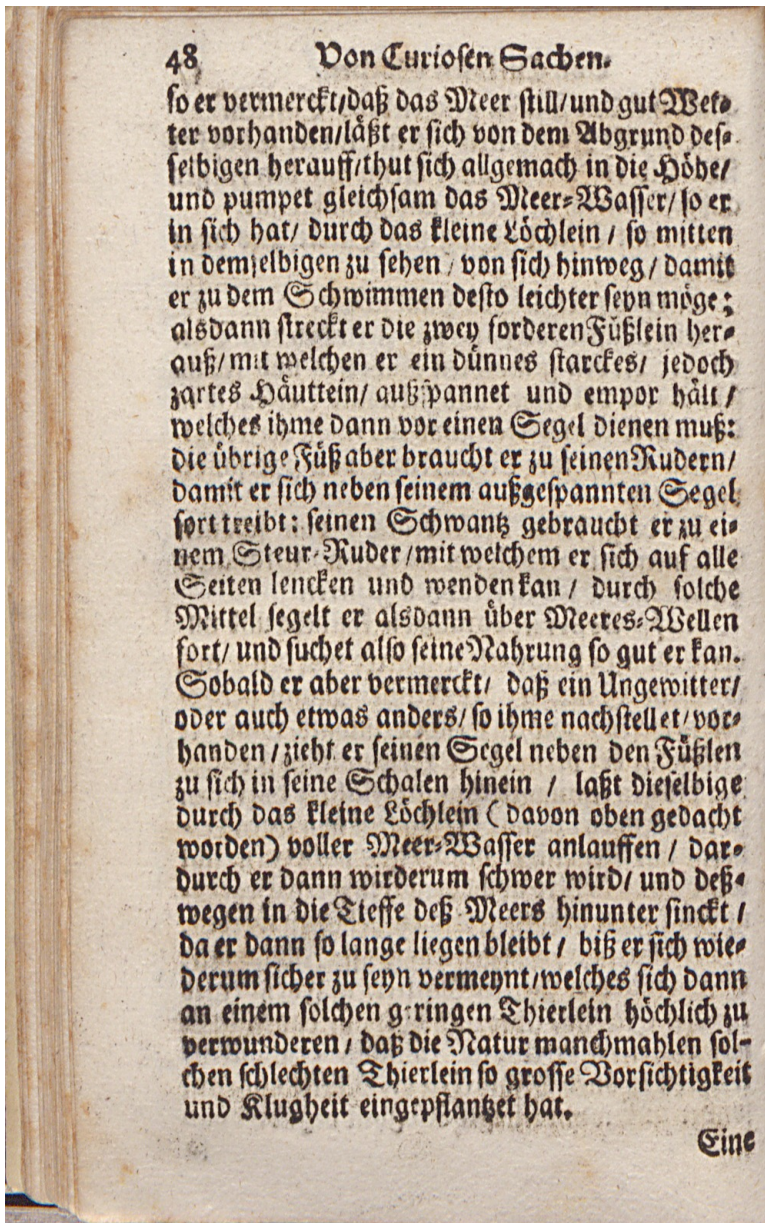 48 Von Curiosen Sachen.
so er vermerckt/daß das Meer still/und gut Wet-
ter vorhanden/läßt er sich von dem Abgrund des-
selbigen herauff/thut sich allgemach in die Höhe/
und pumpet gleichsam das Meer-Wasser/ so er
in sich hat/ durch das kleine Löchlein / so mitten
in demselbigen zu sehen / von sich hinweg / damit
er zu dem Schwimmen desto leichter seyn möge;
alsdann streckt er die zwey forderen Füßlein her-
auß/ mit welchen er ein dünnes starckes/ jedoch
zartes Häuttein/ außspannet und empor hält /
welches ihme dann vor einen Segel dienen muß:
die übrige Füß aber braucht er zu seinen Rudern/
damit er sich neben seinem außgespannten Segel
fort treibt: seinen Schwantz gebraucht er zu ei-
nem Steur-Ruder /mit welchem er sich auf alle
Seiten lencken und wenden kan / durch solche
Mittel segelt er alsdann über Meeres-Wellen
fort/ und suchet also seine Nahrung so gut er kan.
Sobald er aber vermerckt/ daß ein Ungewitter/
oder auch etwas anders/ so ihme nachstellet/ vor-
handen / zieht er seinen Segel neben den Füßlen
zu sich in seine Schalen hinein / laßt dieselbige
durch das kleine Löchlein ( davon oben gedacht
worden) voller Meer-Wasser anlauffen / dar-
durch er dann wirderum schwer wird/ und deß-
wegen in die Tieffe deß Meers hinunter sinckt /
da er dann so lange liegen bleibt / biß er sich wie-
derum sicher zu seyn vermeynt/welches sich dann
an einem solchen geringen Thierlein höchlich zu
verwunderen / daß die Natur manchmahlen sol-
chen schlechten Thierlein so grosse Vorsichtigkeit
und Klugheit eingepflantzet hat.
Eine